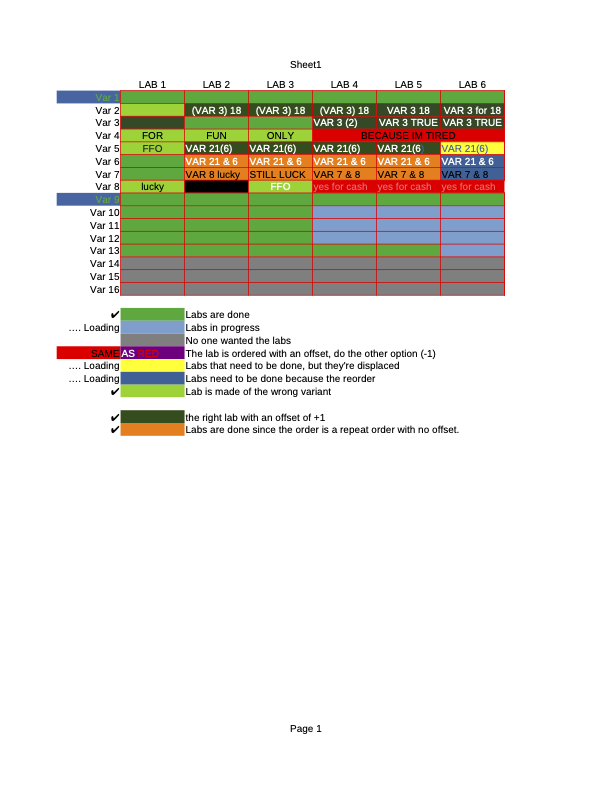 Sheet1
LAB 1 LAB 2 LAB 3 LAB 4 LAB 5 LAB 6
Var 1
Var 2 (VAR 3) 18 (VAR 3) 18 (VAR 3) 18 VAR 3 18 VAR 3 for 18
Var 3 VAR 3 (2) VAR 3 TRUE VAR 3 TRUE
Var 4 FOR FUN ONLY BECAUSE IM TIRED
Var 5 FFO VAR 21(6) VAR 21(6) VAR 21(6) VAR 21(6) VAR 21(6)
Var 6 VAR 21 & 6 VAR 21 & 6 VAR 21 & 6 VAR 21 & 6 VAR 21 & 6
Var 7 VAR 8 lucky STILL LUCK VAR 7 & 8 VAR 7 & 8 VAR 7 & 8
Var 8 lucky FFO yes for cash yes for cash yes for cash
Var 9
Var 10
Var 11
Var 12
Var 13
Var 14
Var 15
Var 16
✔ Labs are done
.... Loading Labs in progress
No one wanted the labs
SAME AS The lab is ordered with an offset, do the other option (-1)
.... Loading Labs that need to be done, but they're displaced
.... Loading Labs need to be done because the reorder
✔ Lab is made of the wrong variant
✔ the right lab with an offset of +1
✔ Labs are done since the order is a repeat order with no offset.
Page 1